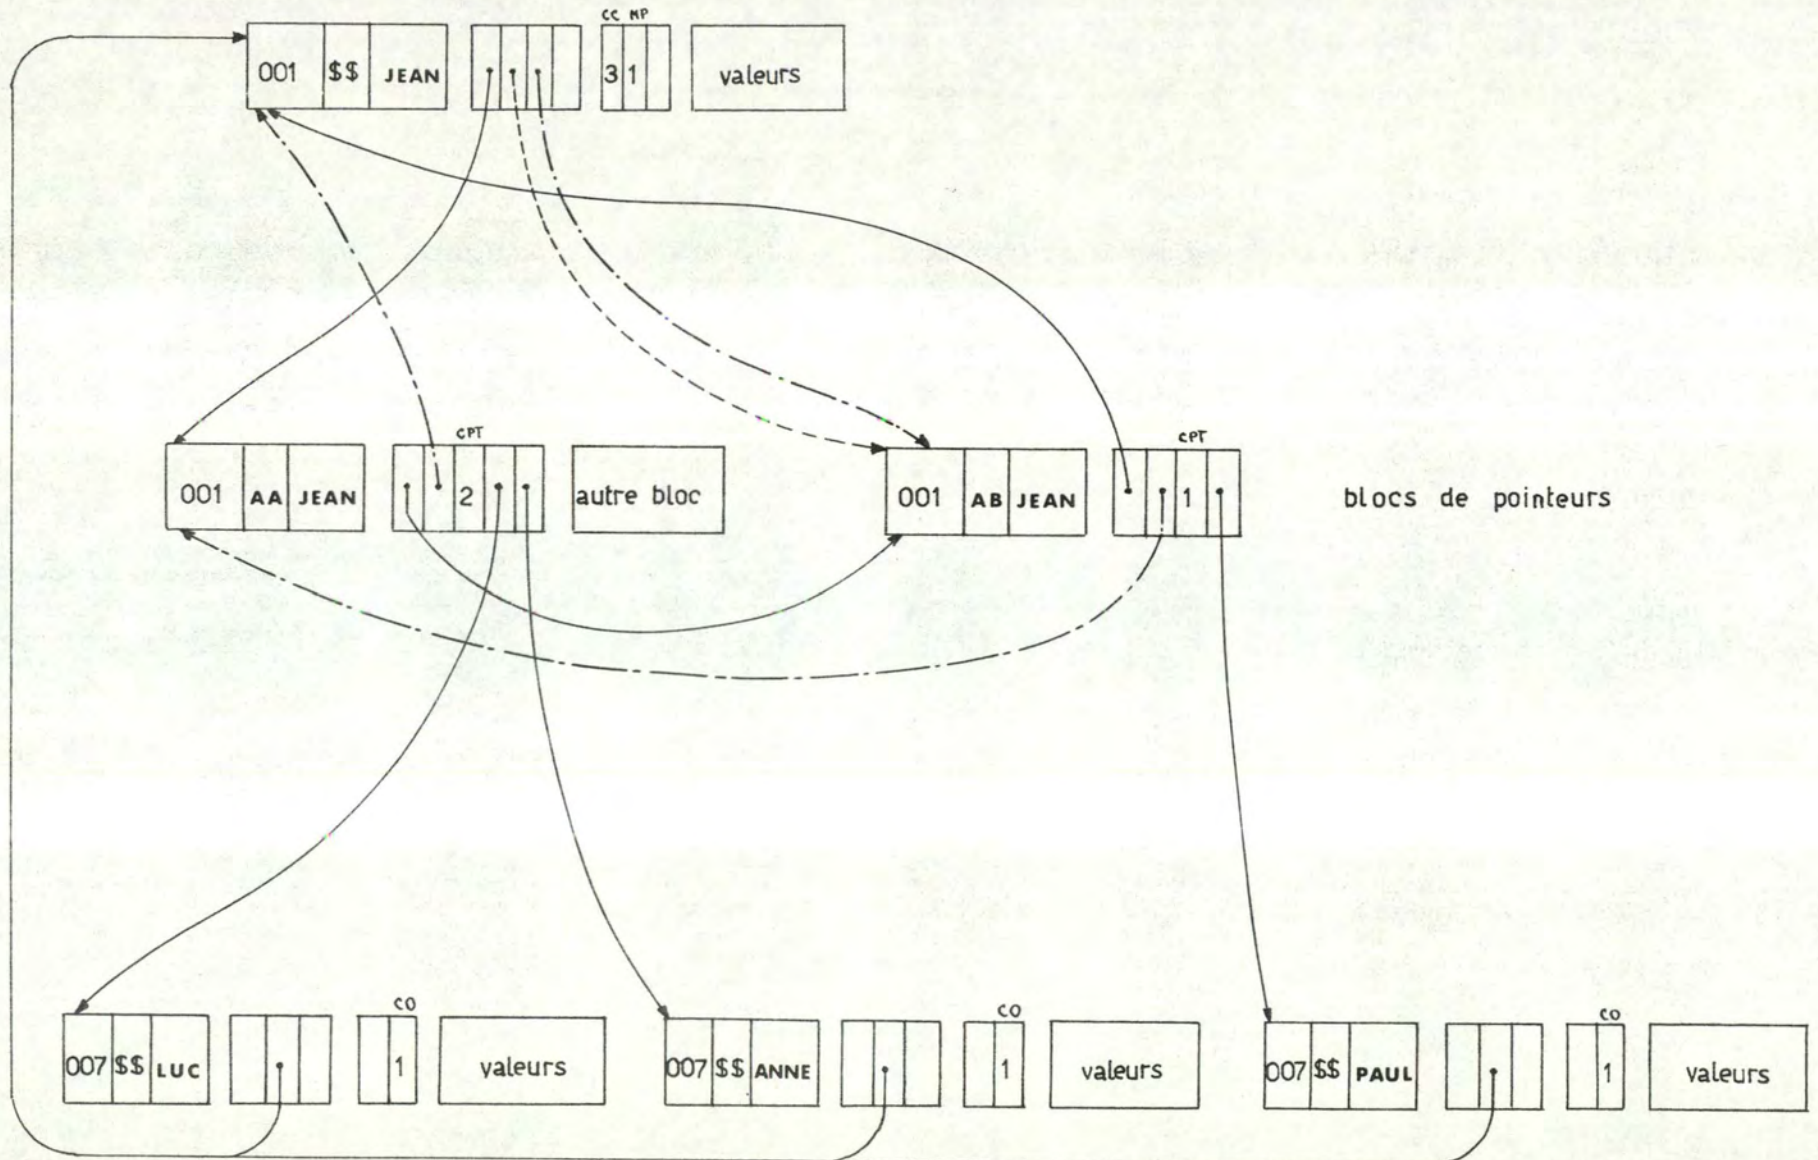 CC MP
001 $$ JEAN 3 1 valeurs
CPT CPT
001 AA JEAN 2 autre bloc 001 AB JEAN 1 blocs de pointeurs
CO CO CO
007 $$ LUC 1 valeurs 007 $$ ANNE 1 valeurs 007 $$ PAUL 1 valeurs